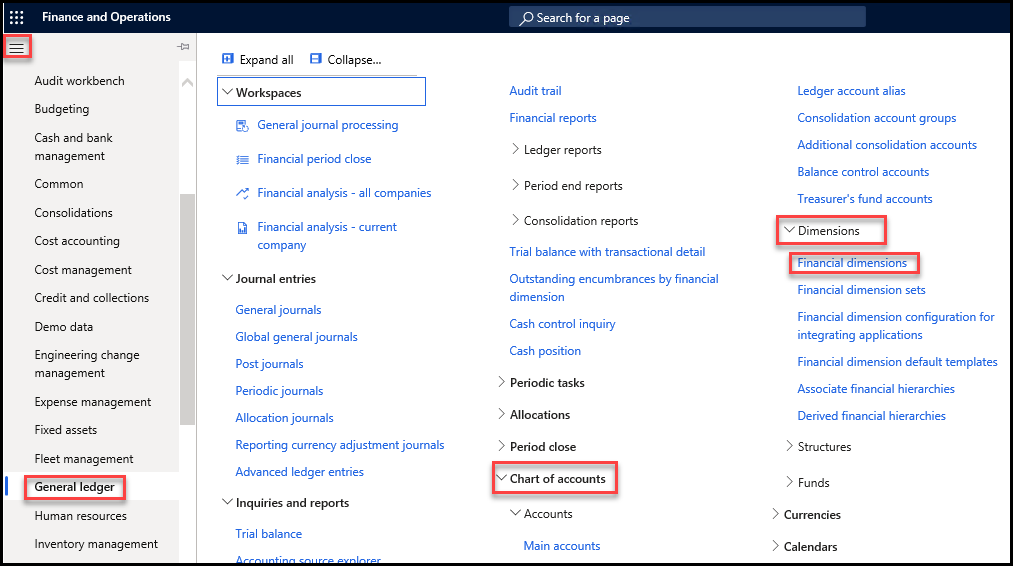 Finance and Operations
Search for a page
Audit workbench
Budgeting
Cash and bank
management
Common
Consolidations
Cost accounting
Cost management
Credit and collections
Demo data
Engineering change
management
Expense management
Fixed assets
Fleet management
General ledger
Human resources
Inventory management
Expand all
Collapse...
Workspaces
General journal processing
Financial period close
Financial analysis - all companies
Financial analysis - current
company
Journal entries
General journals
Global general journals
Post journals
Periodic journals
Allocation journals
Reporting currency adjustment journals
Advanced ledger entries
Inquiries and reports
Trial balance
Accounting source explorer
Audit trail
Financial reports
Ledger reports
Period end reports
Consolidation reports
Trial balance with transactional detail
Outstanding encumbrances by financial
dimension
Cash control inquiry
Cash position
Periodic tasks
Allocations
Period close
Chart of accounts
Accounts
Main accounts
Ledger account alias
Consolidation account groups
Additional consolidation accounts
Balance control accounts
Treasurer's fund accounts
Dimensions
Financial dimensions
Financial dimension sets
Financial dimension configuration for
integrating applications
Financial dimension default templates
Associate financial hierarchies
Derived financial hierarchies
Structures
Funds
Currencies
Calendars